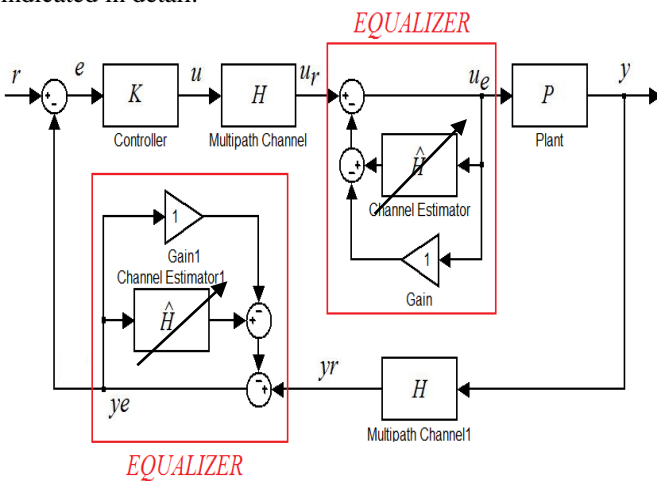 indicated in detail.
EQUALIZER
r
e
K
Controller
u
H
Multipath Channel
u_r
+
-
u_e
P
Plant
y
Ĥ
Channel Estimator
1
Gain
1
Gain1
Channel Estimator1
Ĥ
ye
yr
H
Multipath Channel1
EQUALIZER